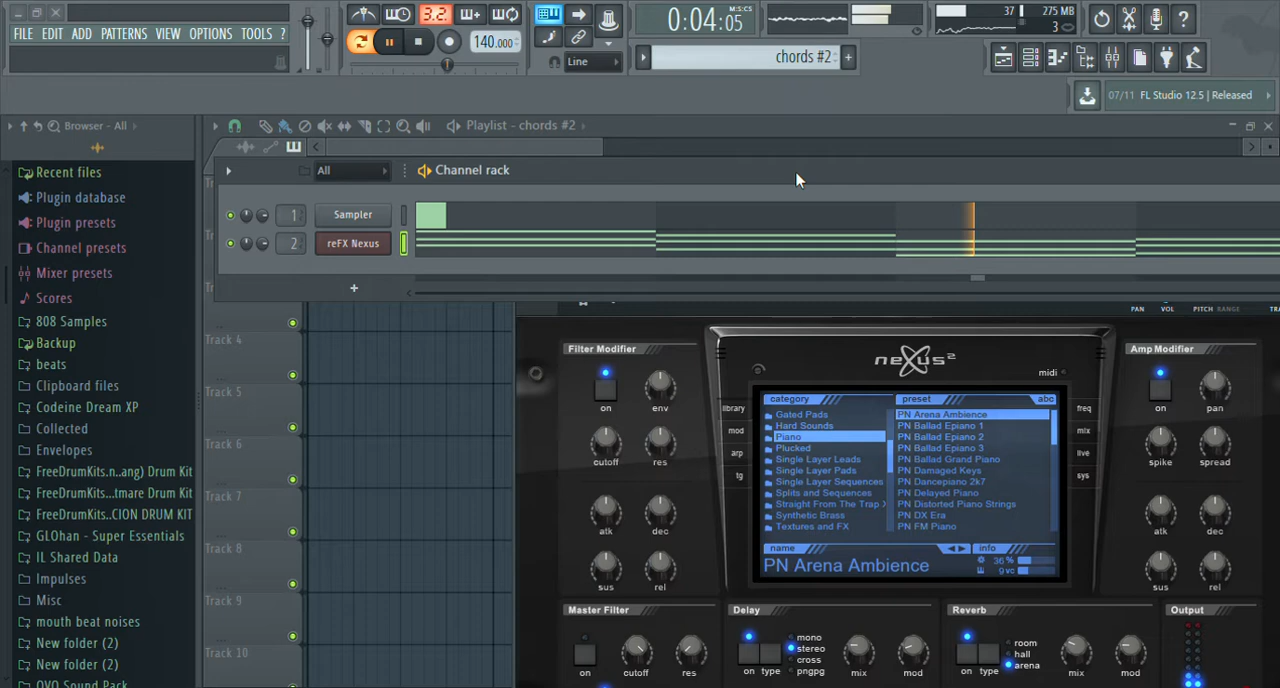 FILE EDIT ADD PATTERNS VIEW OPTIONS TOOLS ?
3.2
140.000
Line
0:04:05
M:S:CS
chords #2
37
275 MB
3
07/11 FL Studio 12.5 | Released
Browser - All
Playlist - chords #2
All
Channel rack
1 Sampler
2 reFX Nexus
Recent files
Plugin database
Plugin presets
Channel presets
Mixer presets
Scores
808 Samples
Backup
beats
Clipboard files
Codeine Dream XP
Collected
Envelopes
FreeDrumKits...n...ang) Drum Kit
FreeDrumKits...tmare Drum Kit
FreeDrumKits..CION DRUM KIT
GLOhan - Super Essentials
IL Shared Data
Impulses
Misc
mouth beat noises
New folder (2)
New folder (2)
OVO Sound Pack
Track 4
Track 5
Track 6
Track 7
Track 8
Track 9
Track 10
PAN VOL PITCH RANGE
Filter Modifier
on env
cutoff res
atk dec
sus rel
nexus²
midi
library
mod
arp
tg
category
Gated Pads
Hard Sounds
Piano
Plucked
Single Layer Leads
Single Layer Pads
Single Layer Sequences
Splits and Sequences
Straight From The Trap
Synthetic Brass
Textures and FX
preset
abc
PN Arena Ambience
PN Ballad Epiano 1
PN Ballad Epiano 2
PN Ballad Epiano 3
PN Ballad Grand Piano
PN Damaged Keys
PN Dancepiano 2k7
PN Delayed Piano
PN Distorted Piano Strings
PN DX Era
PN FM Piano
name
info
PN Arena Ambience
36 %
9 vc
freq
mix
live
sys
Amp Modifier
on pan
spike spread
atk dec
sus rel
Master Filter
on cutoff res
Delay
on type
mono
stereo
cross
pngpg
mix mod
Reverb
on type
room
hall
arena
mix mod
Output